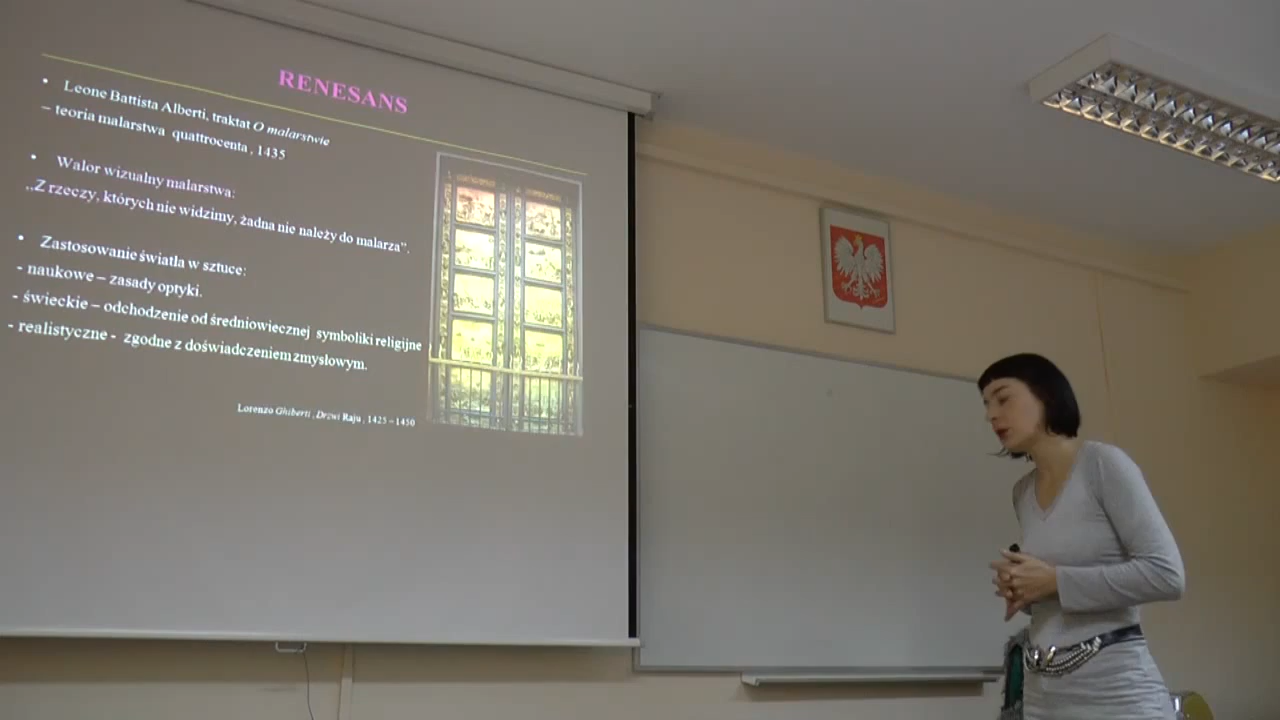 RENESANS
• Leone Battista Alberti, traktat O malarstwie
– teoria malarstwa quattrocenta , 1435
• Walor wizualny malarstwa:
„Z rzeczy, których nie widzimy, żadna nie należy do malarza”.
• Zastosowanie światła w sztuce:
- naukowe – zasady optyki.
- świeckie – odchodzenie od średniowiecznej symboliki religijne
- realistyczne - zgodne z doświadczeniem zmysłowym.
Lorenzo Ghiberti , Drzwi Raju , 1425 – 1450